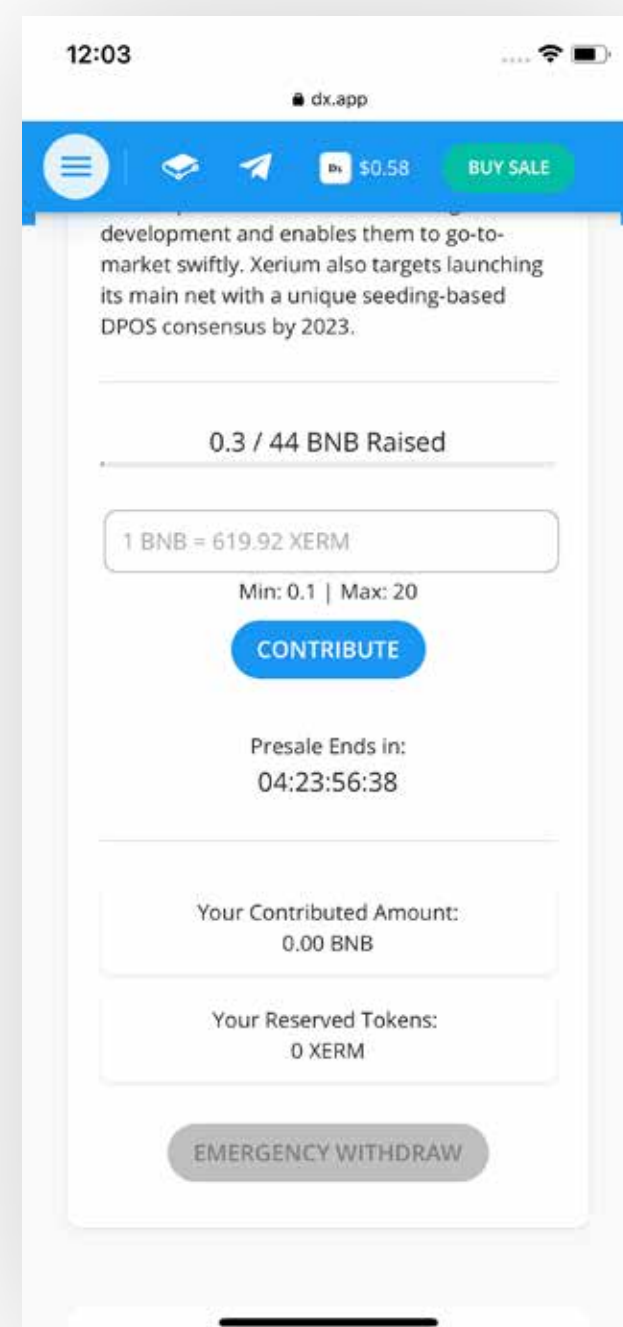 12:03
dx.app
$0.58 BUY SALE
development and enables them to go-to-
market swiftly. Xerium also targets launching
its main net with a unique seeding-based
DPOS consensus by 2023.
0.3 / 44 BNB Raised
1 BNB = 619.92 XERM
Min: 0.1 | Max: 20
CONTRIBUTE
Presale Ends in:
04:23:56:38
Your Contributed Amount:
0.00 BNB
Your Reserved Tokens:
0 XERM
EMERGENCY WITHDRAW